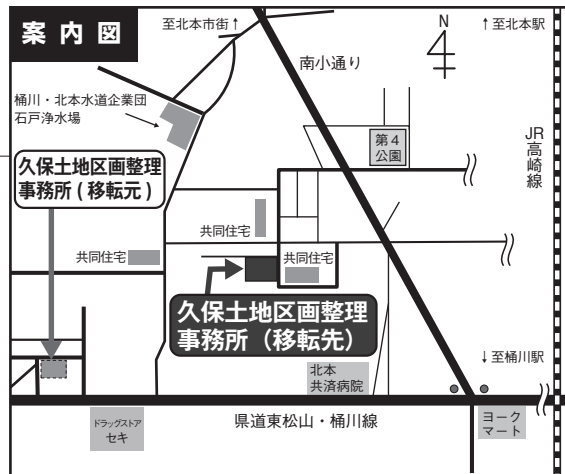 案内図
至北本市街↑
N
↑至北本駅
南小通り
桶川・北本水道企業団
石戸浄水場
第4
公園
JR高崎線
久保土地区画整理
事務所(移転元)
共同住宅
共同住宅
共同住宅
久保土地区画整理
事務所(移転先)
↓至桶川駅
北本
共済病院
ドラッグストア
セキ
県道東松山・桶川線
ヨーク
マート